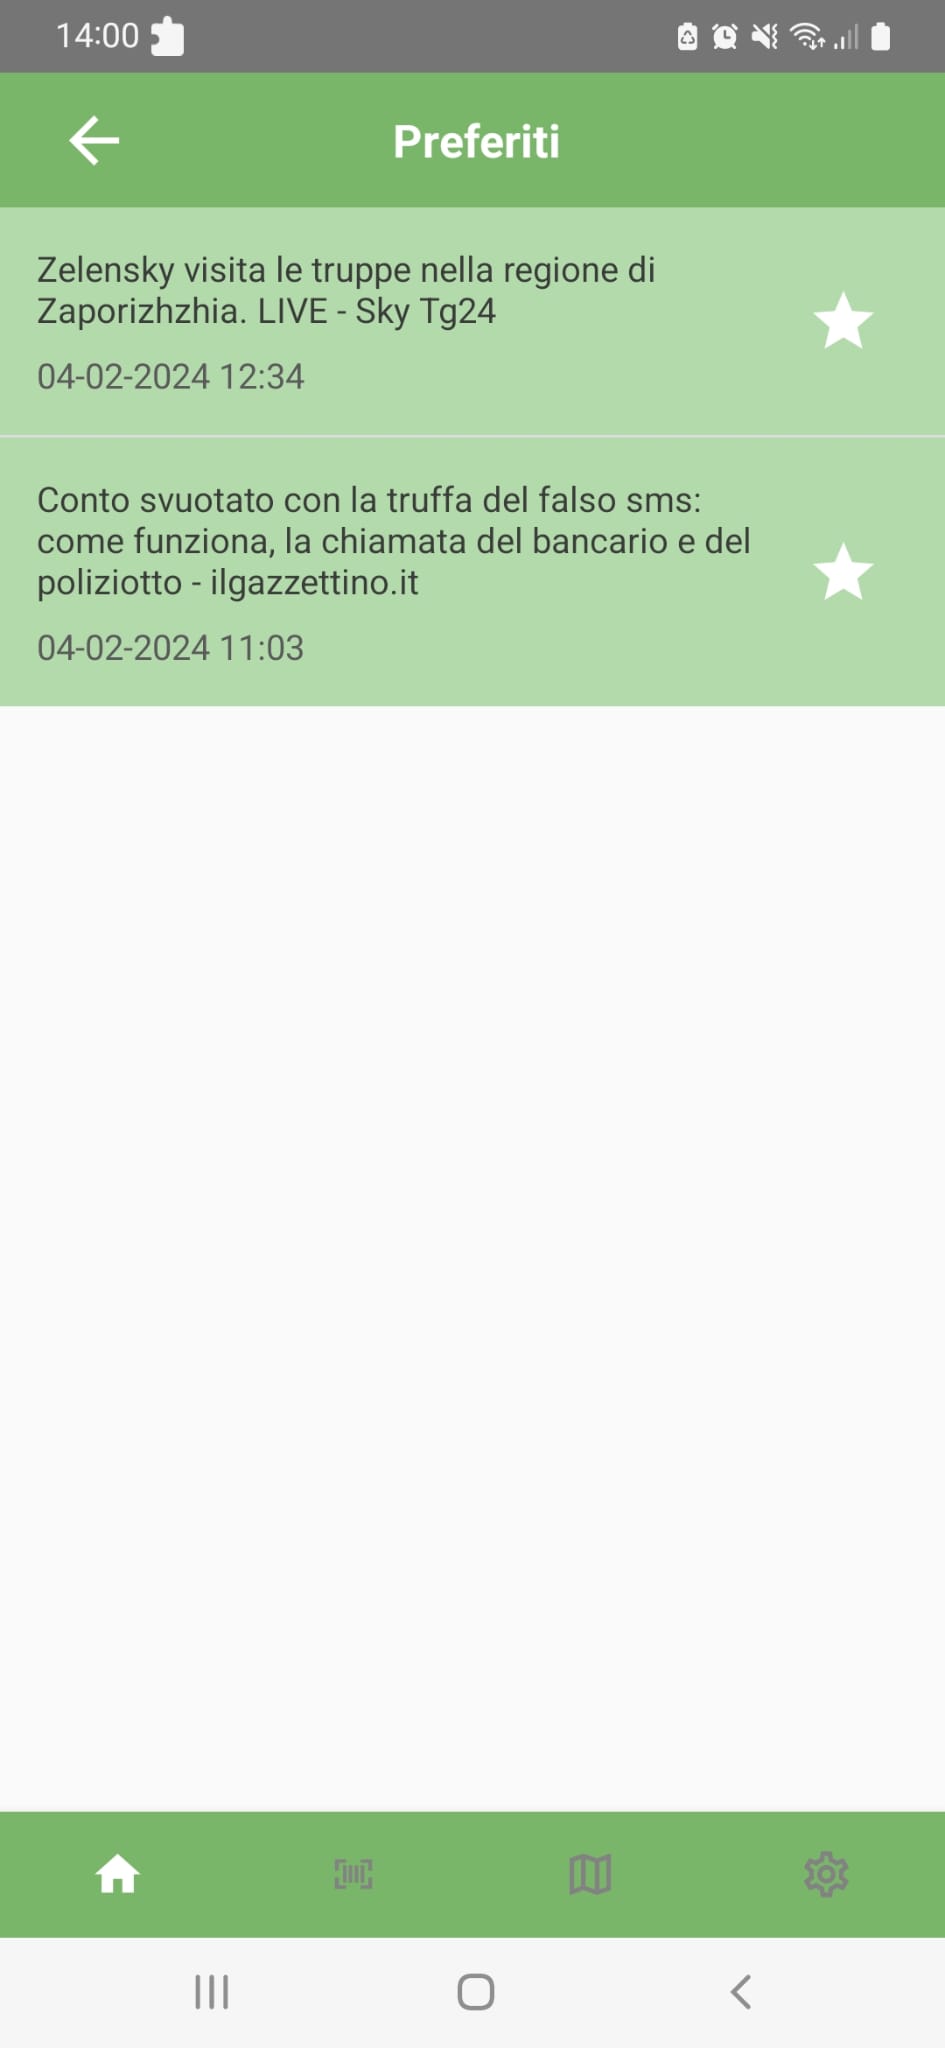 14:00
Preferiti
Zelensky visita le truppe nella regione di
Zaporizhzhia. LIVE - Sky Tg24
04-02-2024 12:34
Conto svuotato con la truffa del falso sms:
come funziona, la chiamata del bancario e del
poliziotto - ilgazzettino.it
04-02-2024 11:03